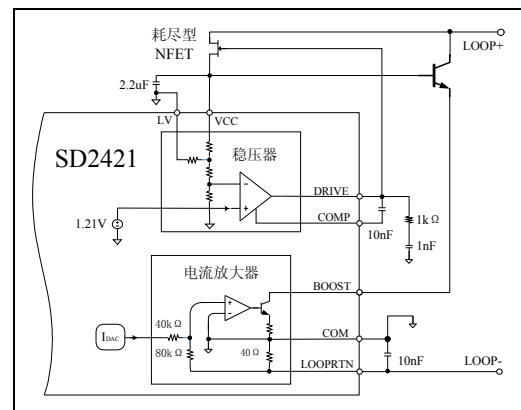 耗尽型
NFET
LOOP+
2.2uF
LV
VCC
SD2421
稳压器
DRIVE
COMP
1.21V
10nF
1kΩ
1nF
电流放大器
BOOST
40kΩ
I_DAC
COM
80kΩ
40Ω
10nF
LOOPRTN
LOOP-